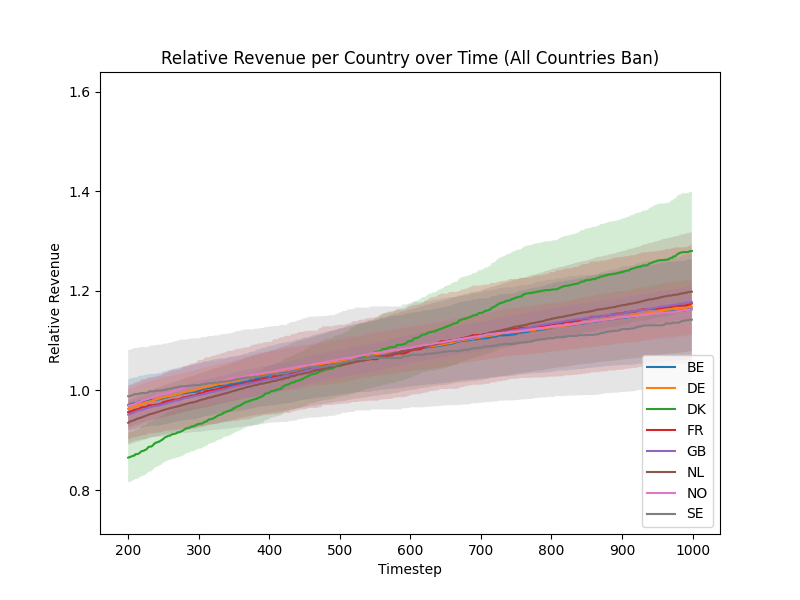 Relative Revenue per Country over Time (All Countries Ban)
1.6
1.4
1.2
1.0
0.8
Relative Revenue
200 300 400 500 600 700 800 900 1000
Timestep
BE
DE
DK
FR
GB
NL
NO
SE